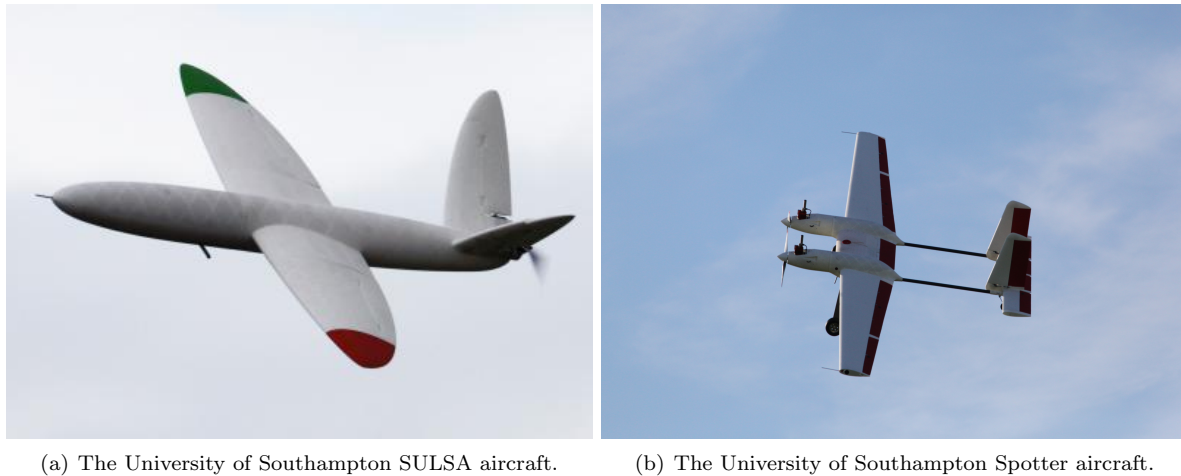 (a) The University of Southampton SULSA aircraft.
(b) The University of Southampton Spotter aircraft.